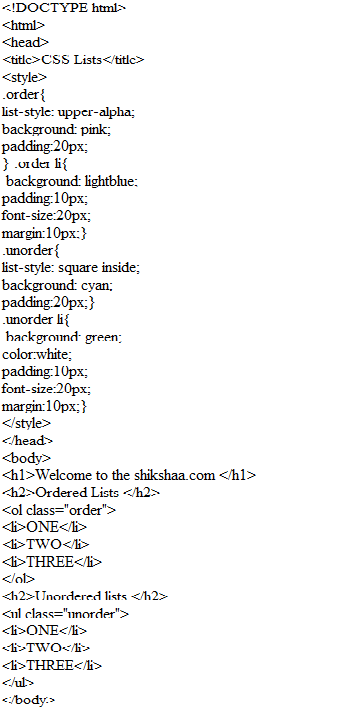 <!DOCTYPE html>
<html>
<head>
<title>CSS Lists</title>
<style>
.order{
list-style: upper-alpha;
background: pink;
padding:20px;
} .order li{
background: lightblue;
padding:10px;
font-size:20px;
margin:10px;}
.unorder{
list-style: square inside;
background: cyan;
padding:20px;}
.unorder li{
background: green;
color:white;
padding:10px;
font-size:20px;
margin:10px;}
</style>
</head>
<body>
<h1>Welcome to the shikshaa.com </h1>
<h2>Ordered Lists </h2>
<ol class="order">
<li>ONE</li>
<li>TWO</li>
<li>THREE</li>
</ol>
<h2>Unordered lists </h2>
<ul class="unorder">
<li>ONE</li>
<li>TWO</li>
<li>THREE</li>
</ul>
</body>